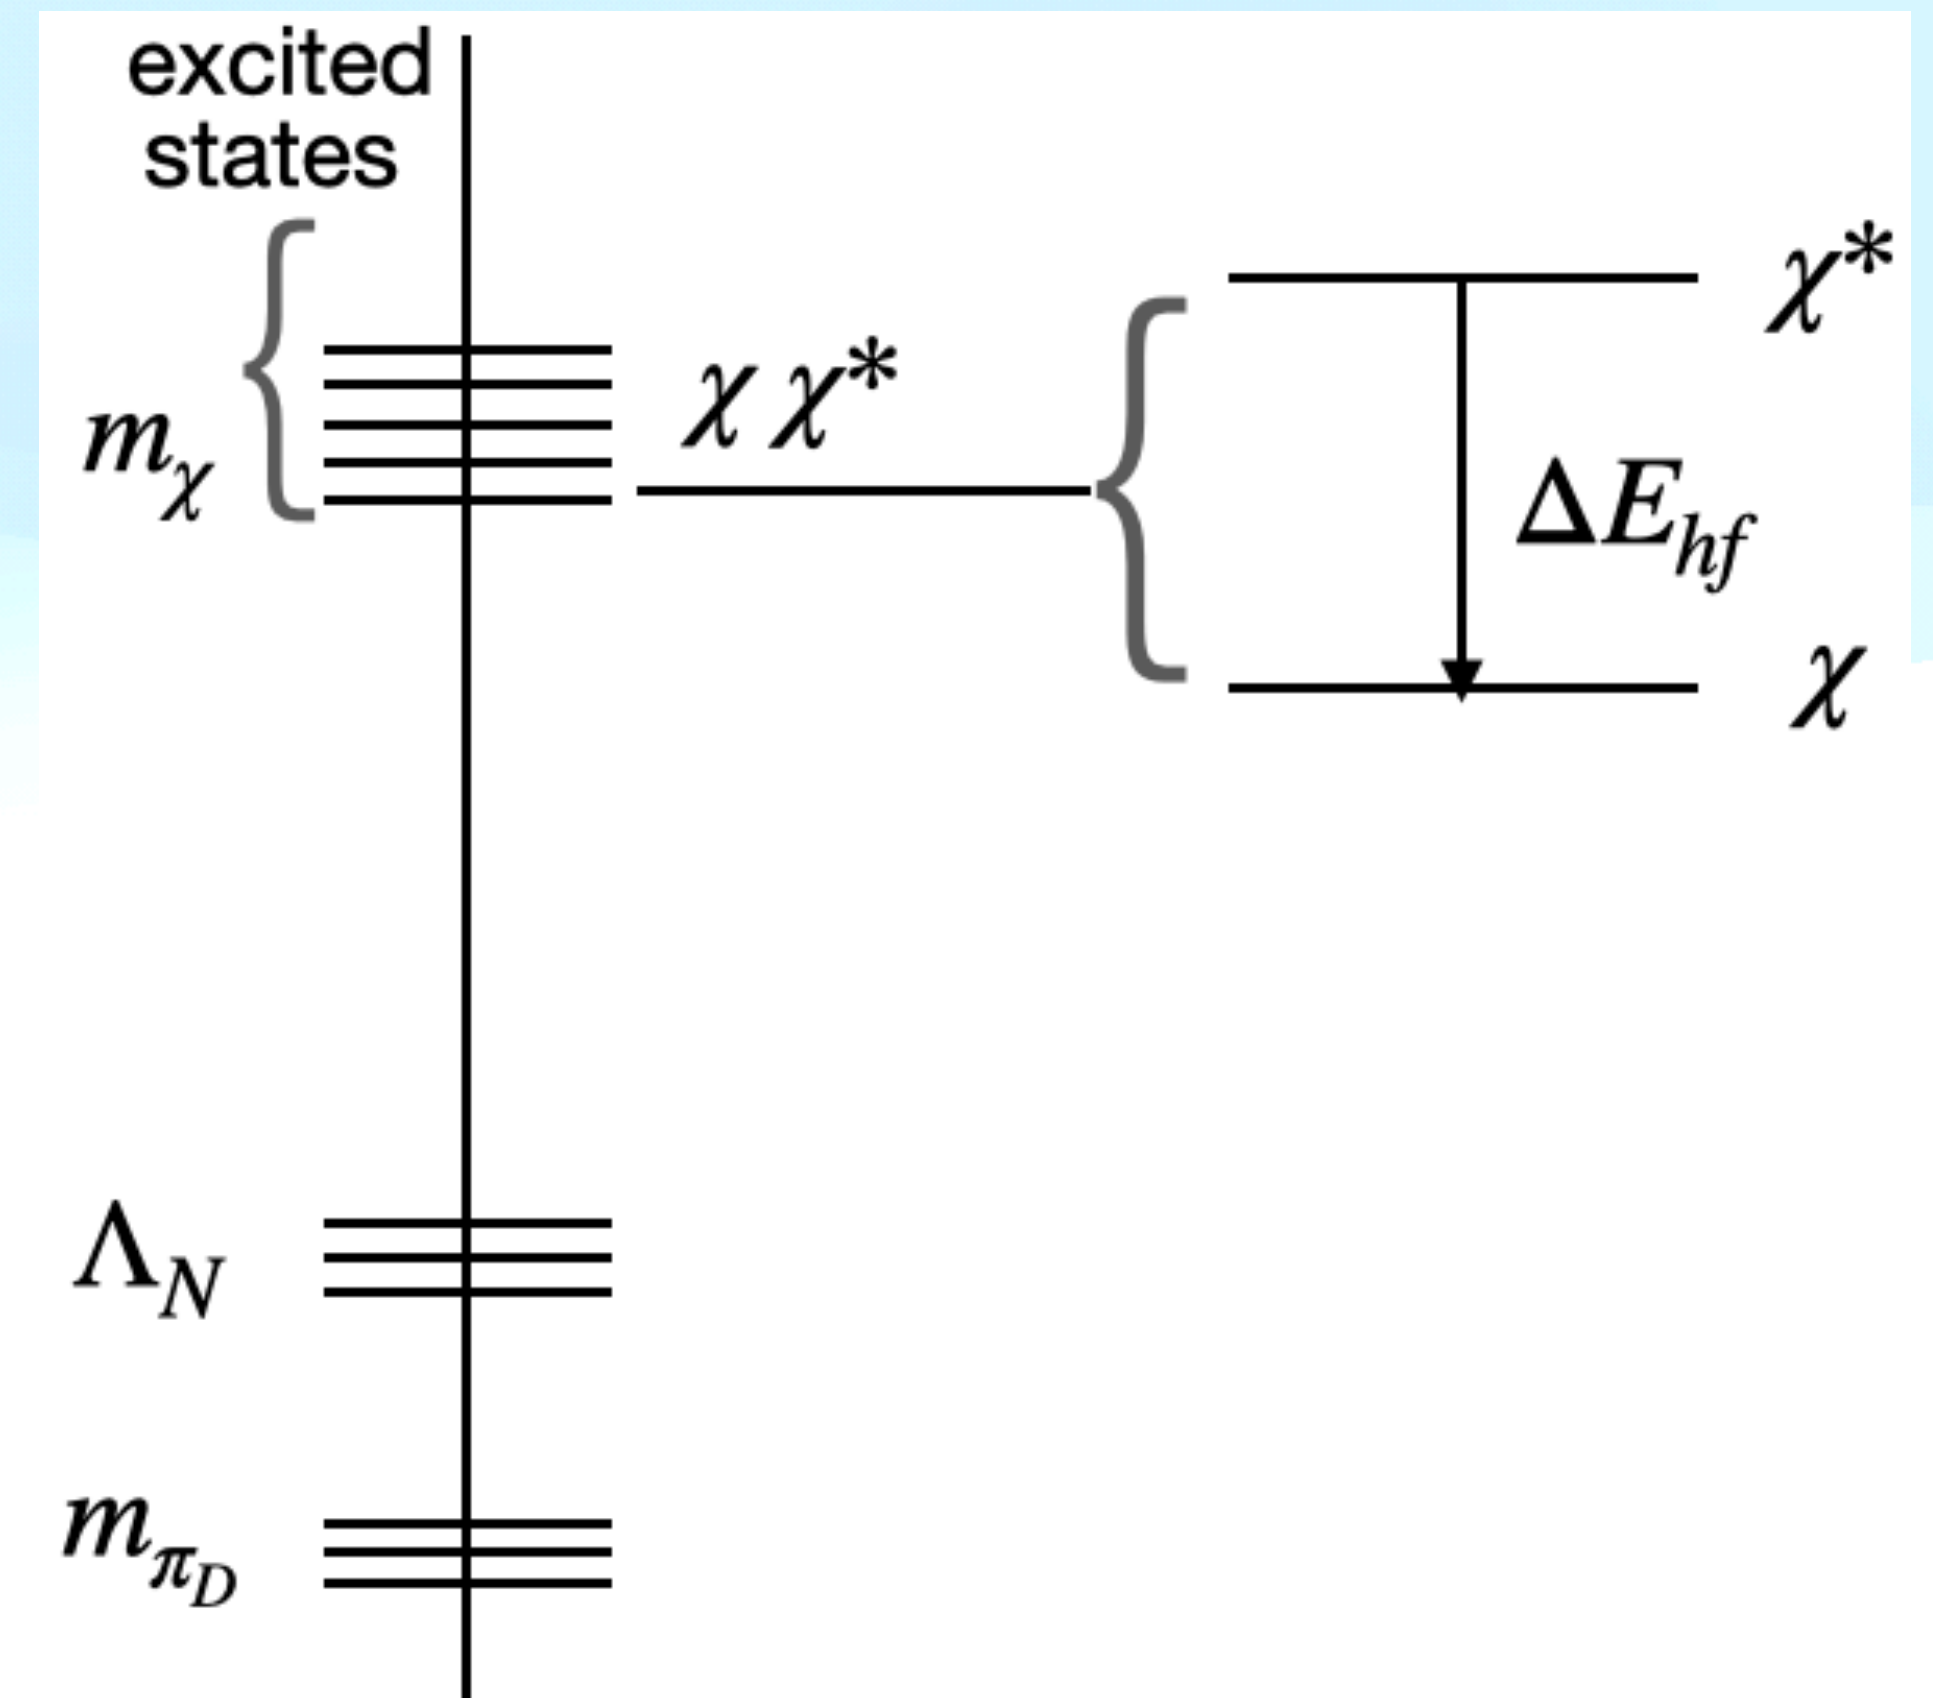 excited
states
χ*
χ χ*
m_χ
ΔE_hf
χ
Λ_N
m_π_D